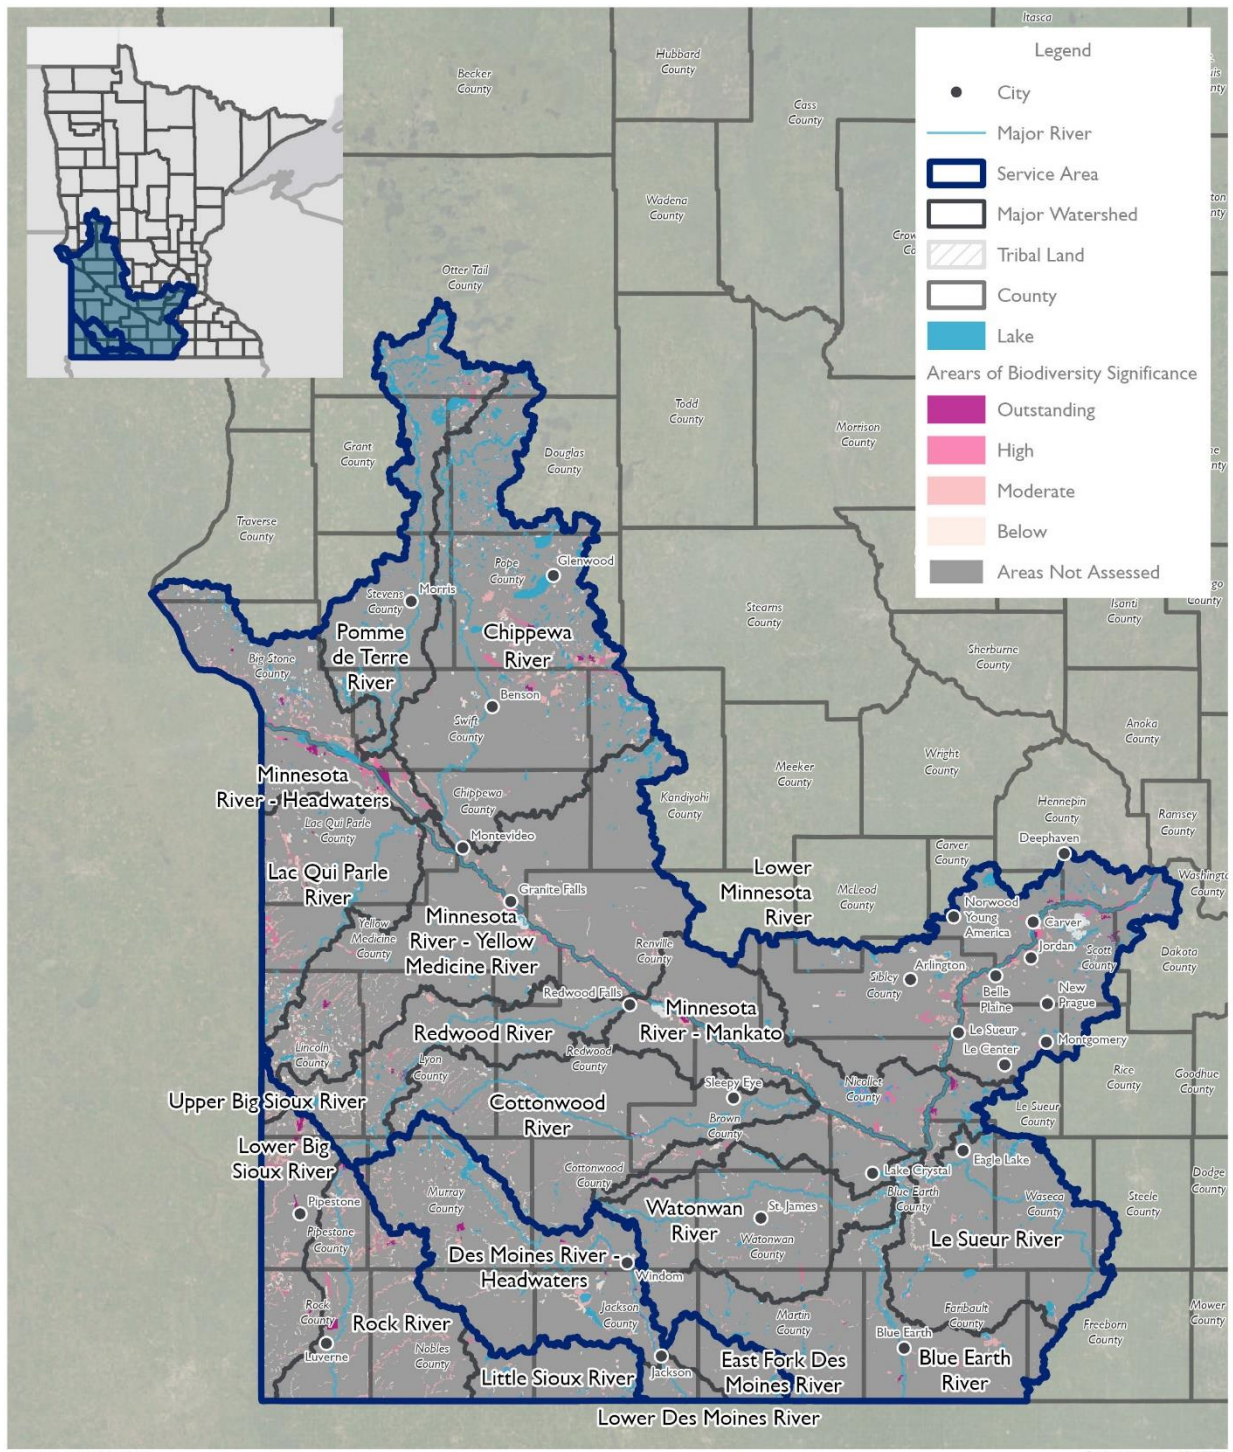 Itasca
Hubbard
County
Becker
County
Cass
County
Legend
City
Major River
Service Area
Major Watershed
Tribal Land
County
Lake
Arears of Biodiversity Significance
Outstanding
High
Moderate
Below
Areas Not Assessed
Wadena
County
Otter Tail
County
Todd
County
Morrison
County
Grant
County
Douglas
County
Traverse
County
Pope
County
Glenwood
Stevens
County
Morris
Stearns
County
Isanti
County
County
Pomme
de Terre
River
Chippewa
River
Sherburne
County
Big Stone
County
Benson
Swift
County
Anoka
County
Wright
County
Meeker
County
Minnesota
River - Headwaters
Chippewa
County
Kandiyohi
County
Hennepin
County
Ramsey
County
Lac Qui Parle
County
Montevideo
Deephaven
Carver
County
Lac Qui Parle
River
Lower
Minnesota
River
McLeod
County
Washington
County
Granite Falls
Minnesota
River - Yellow
Medicine River
Norwood
Young
America
Carver
Yellow
Medicine
County
Renville
County
Jordan
Scott
County
Dakota
County
Arlington
Sibley
County
Belle
Plaine
New
Prague
Redwood Falls
Minnesota
River - Mankato
Redwood River
Le Sueur
Le Center
Montgomery
Lincoln
County
Lyon
County
Redwood
County
Sleepy Eye
Nicollet
County
Rice
County
Goodhue
County
Upper Big Sioux River
Cottonwood
River
Brown
County
Le Sueur
County
Lower Big
Sioux River
Cottonwood
County
Lake Crystal
Eagle Lake
Dodge
County
Pipestone
Murray
County
Watonwan
River
St. James
Blue Earth
County
Waseca
County
Steele
County
Pipestone
County
Watonwan
County
Le Sueur River
Des Moines River -
Headwaters
Windom
Rock
County
Rock River
Jackson
County
Martin
County
Faribault
County
Freeborn
County
Mower
County
Luverne
Nobles
County
Blue Earth
Little Sioux River
Jackson
East Fork Des
Moines River
Blue Earth
River
Lower Des Moines River